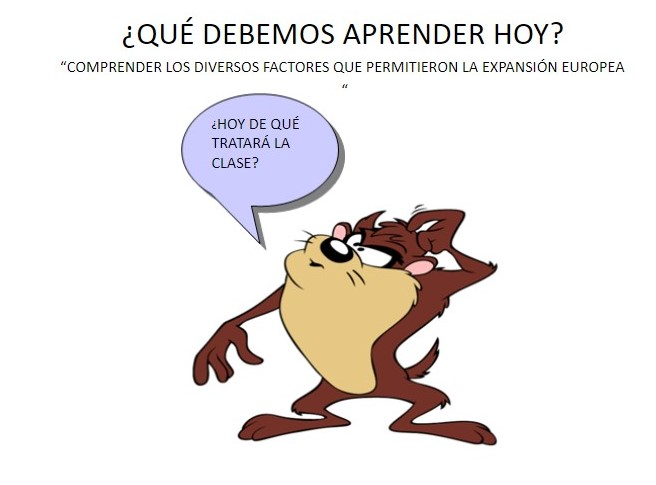 ¿QUÉ DEBEMOS APRENDER HOY?
“COMPRENDER LOS DIVERSOS FACTORES QUE PERMITIERON LA EXPANSIÓN EUROPEA
“
¿HOY DE QUÉ
TRATARÁ LA
CLASE?